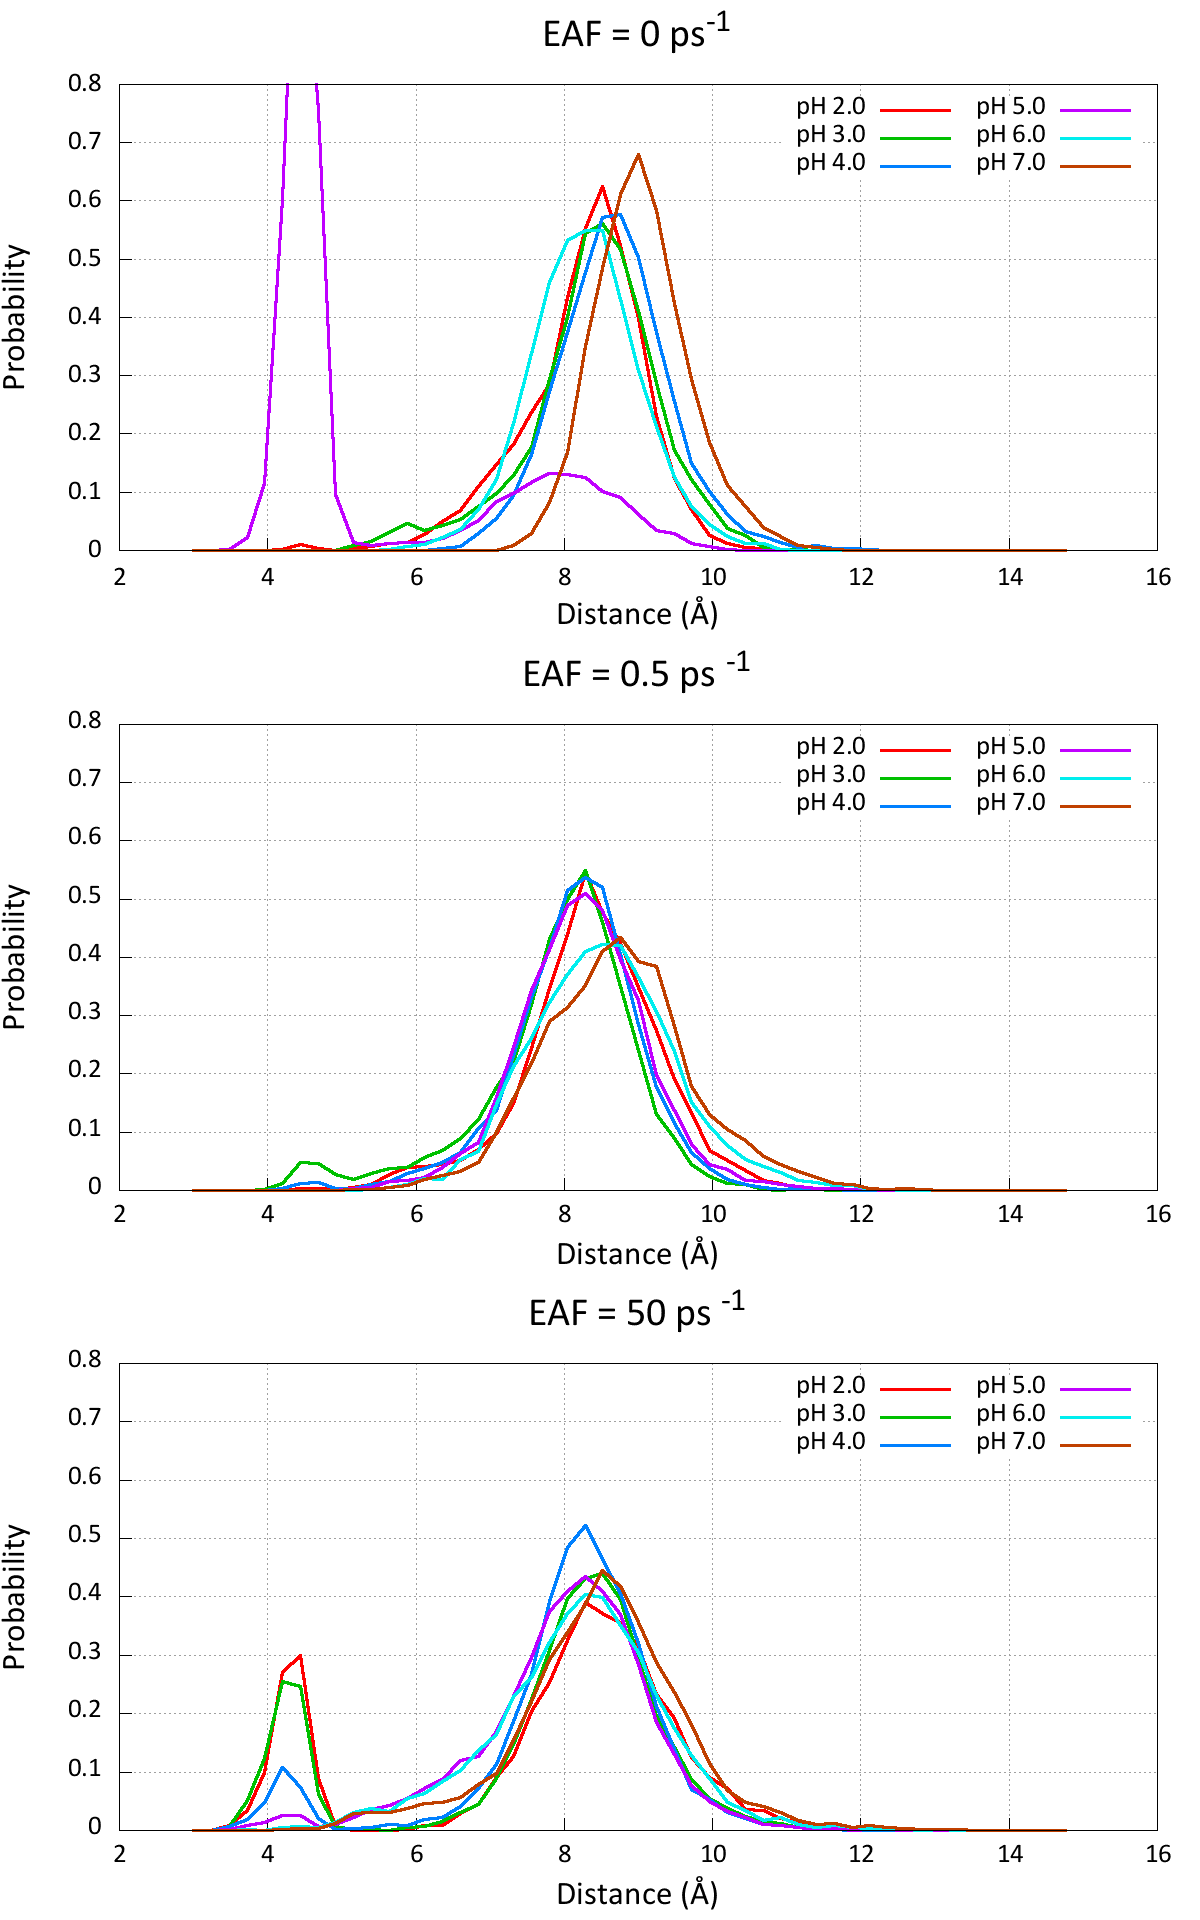 EAF = 0 ps-1
0.8
0.7
0.6
0.5
0.4
0.3
0.2
0.1
0
Probability
pH 2.0 pH 5.0
pH 3.0 pH 6.0
pH 4.0 pH 7.0
2 4 6 8 10 12 14 16
Distance (Å)
EAF = 0.5 ps -1
0.8
0.7
0.6
0.5
0.4
0.3
0.2
0.1
0
Probability
pH 2.0 pH 5.0
pH 3.0 pH 6.0
pH 4.0 pH 7.0
2 4 6 8 10 12 14 16
Distance (Å)
EAF = 50 ps -1
0.8
0.7
0.6
0.5
0.4
0.3
0.2
0.1
0
Probability
pH 2.0 pH 5.0
pH 3.0 pH 6.0
pH 4.0 pH 7.0
2 4 6 8 10 12 14 16
Distance (Å)